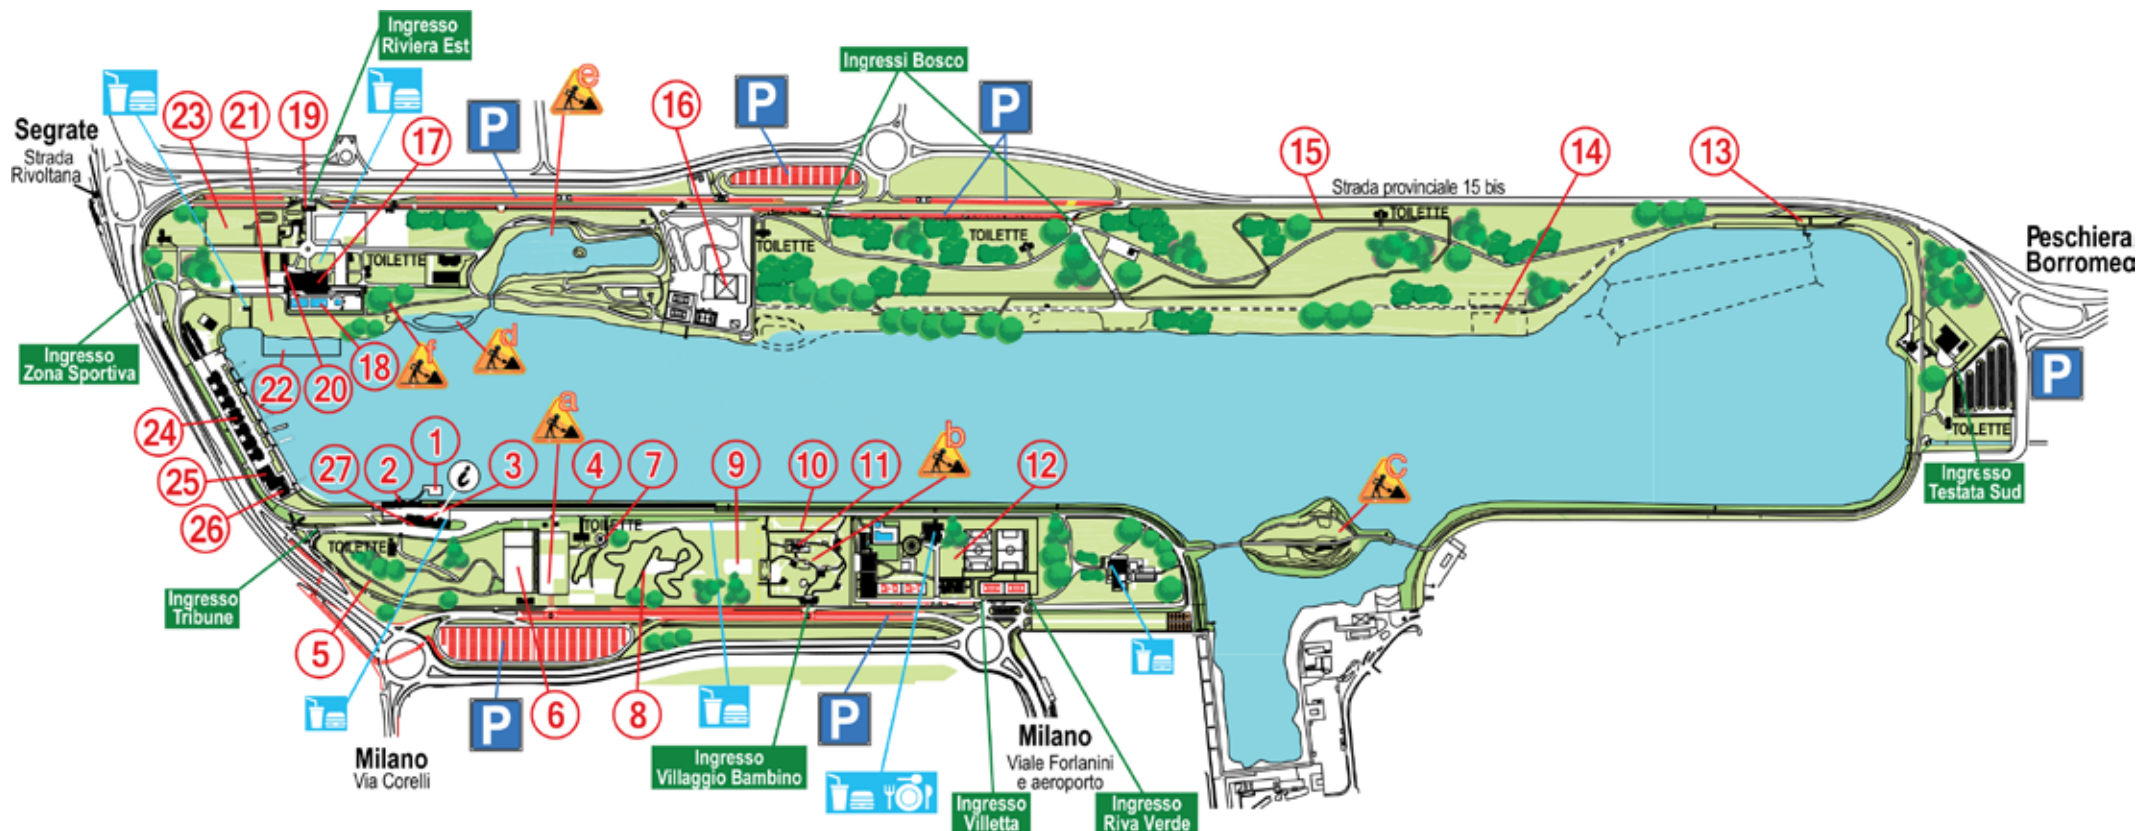 Ingresso
Riviera Est
Ingressi Bosco
e
P
P
P
16
23
21
19
17
15
14
13
Segrate
Strada
Rivoltana
Strada provinciale 15 bis
TOILETTE
TOILETTE
TOILETTE
TOILETTE
Peschiera
Borromeo
Ingresso
Zona Sportiva
22
20
18
f
d
P
24
25
26
27
2
1
i
3
a
4
7
9
10
11
b
12
C
TOILETTE
Ingresso
Testata Sud
TOILETTE
TOILETTE
Ingresso
Tribune
5
6
8
P
P
Milano
Via Corelli
Ingresso
Villaggio Bambino
Milano
Viale Forlanini
e aeroporto
Ingresso
Villetta
Ingresso
Riva Verde